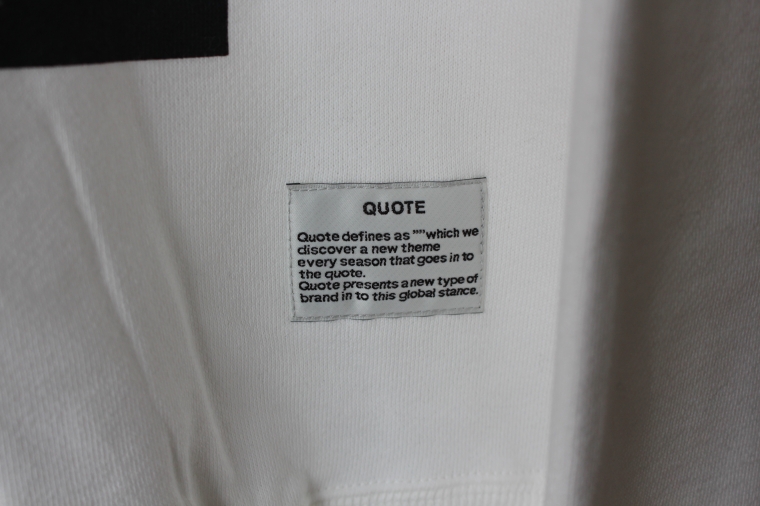 QUOTE
Quote defines as """which we
discover a new theme
every season that goes in to
the quote.
Quote presents a new type of
brand in to this global stance.